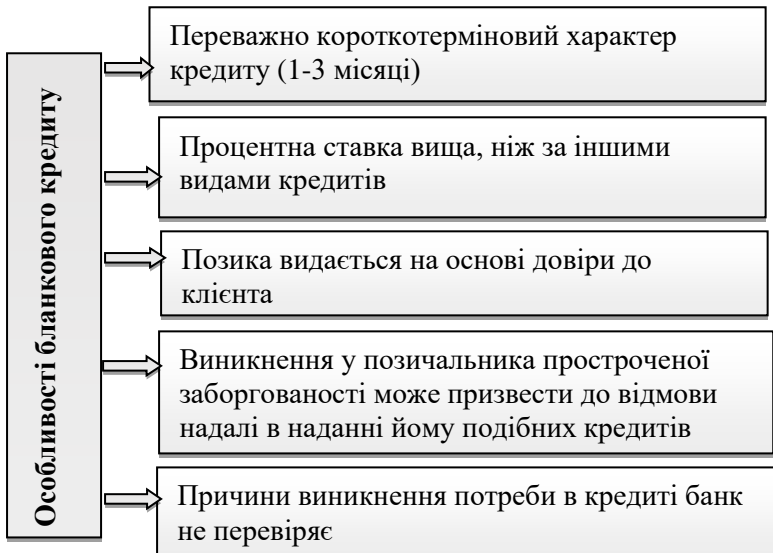 Особливості бланкового кредиту
Переважно короткотерміновий характер
кредиту (1-3 місяці)
Процентна ставка вища, ніж за іншими
видами кредитів
Позика видається на основі довіри до
клієнта
Виникнення у позичальника простроченої
заборгованості може призвести до відмови
надалі в наданні йому подібних кредитів
Причини виникнення потреби в кредиті банк
не перевіряє